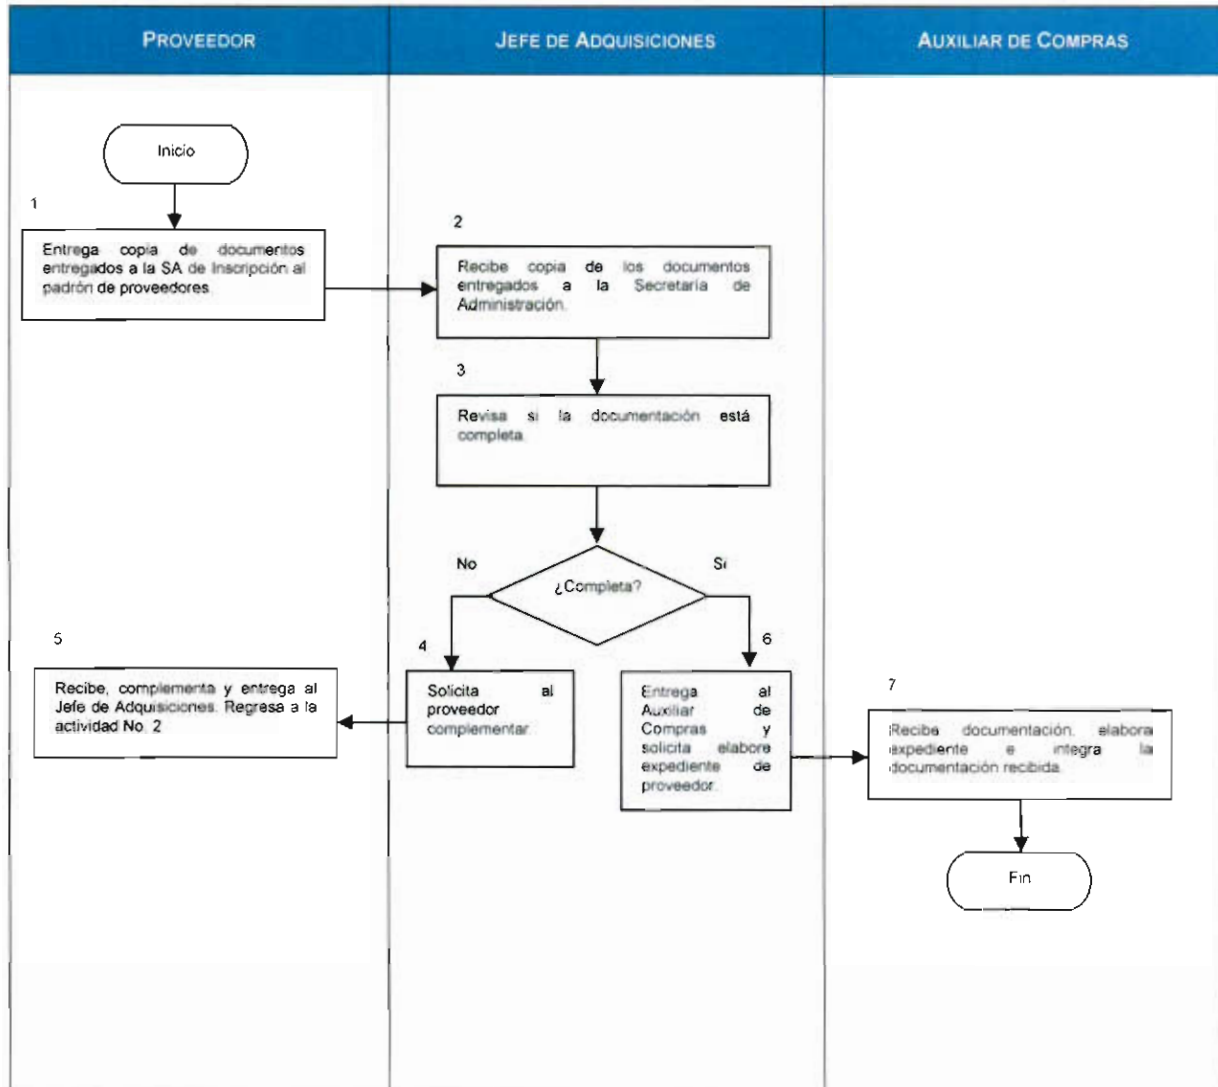 PROVEEDOR
JEFE DE ADQUISICIONES
AUXILIAR DE COMPRAS
Inicio
1
Entrega copia de documentos
entregados a la SA de Inscripción al
padrón de proveedores.
2
Recibe copia de los documentos
entregados a la Secretaría de
Administración.
3
Revisa si la documentación está
completa.
¿Completa?
No
Si
4
Solicita al
proveedor
complementar.
5
Recibe, complementa y entrega al
Jefe de Adquisiciones. Regresa a la
actividad No. 2
6
Entrega al
Auxiliar de
Compras y
solicita elabore
expediente de
proveedor.
7
Recibe documentación, elabora
expediente e integra la
documentación recibida.
Fin